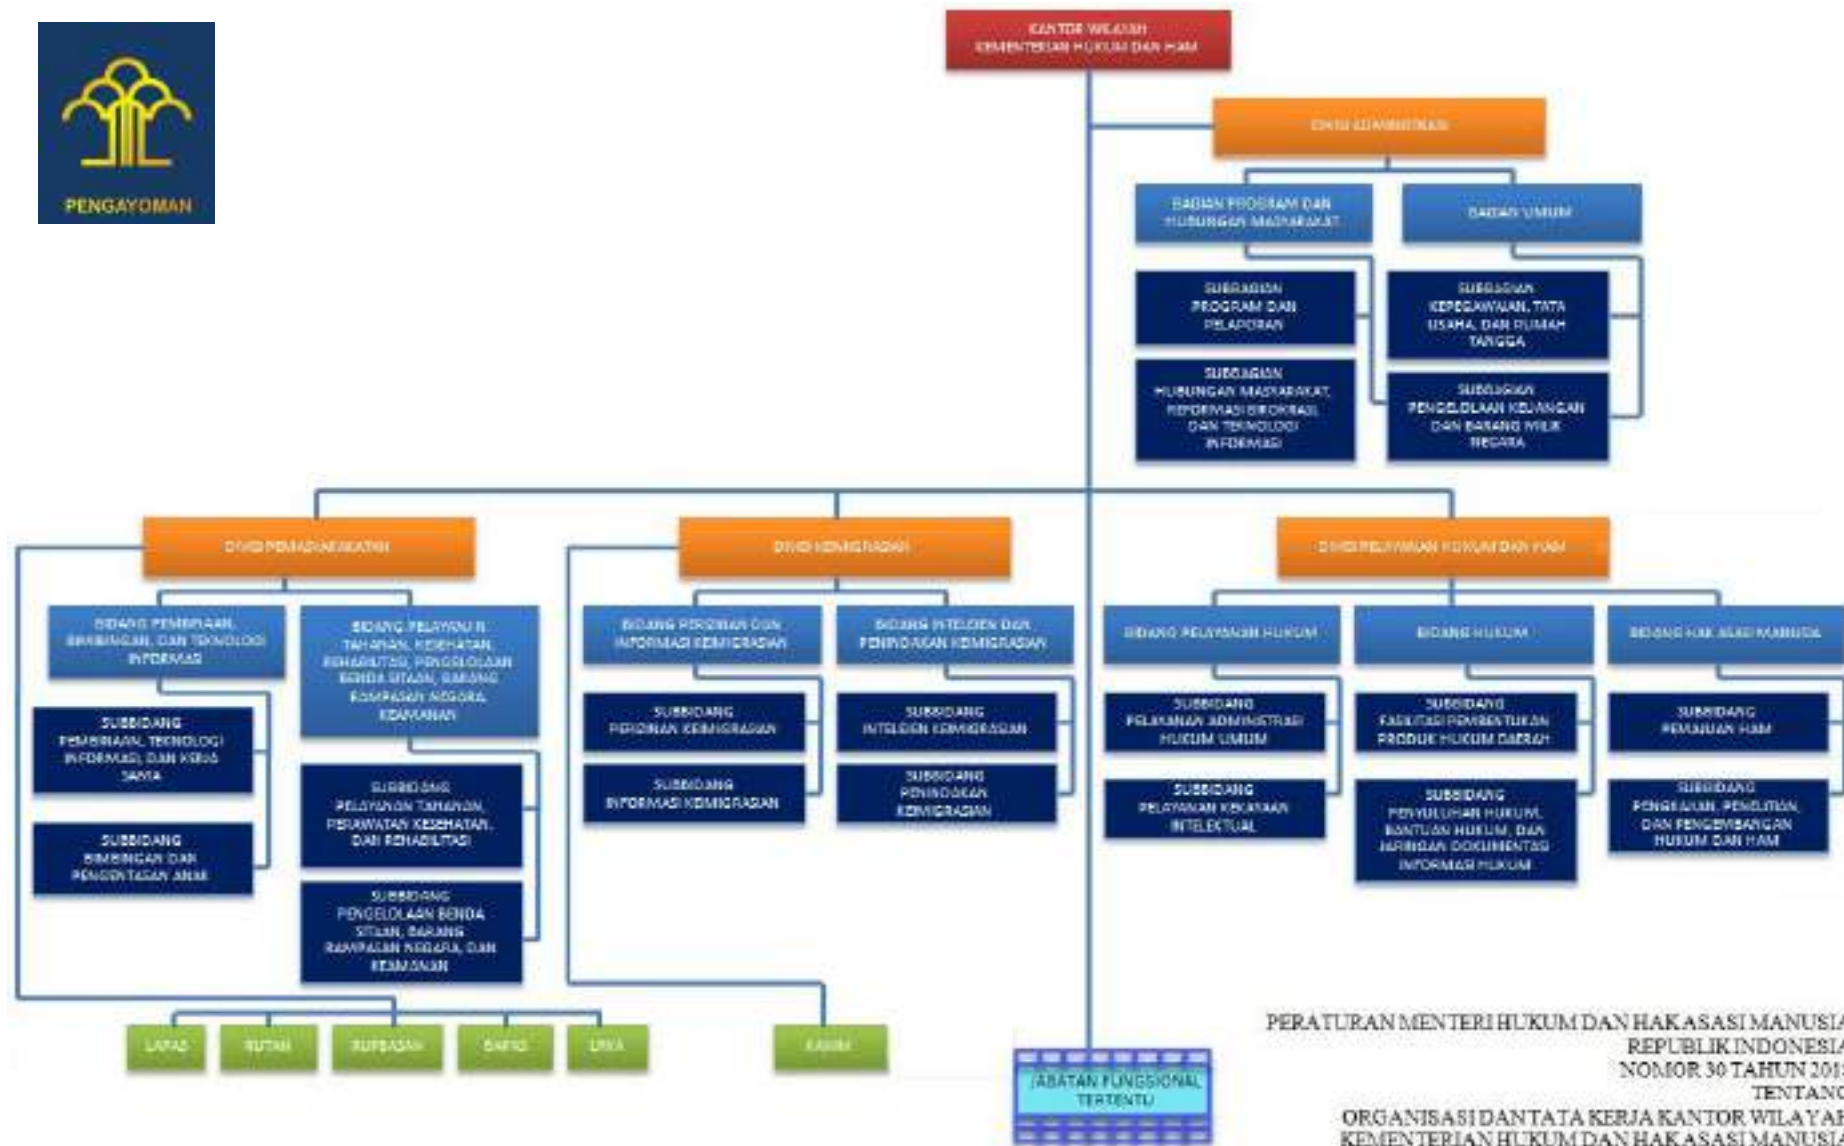 PENGAYOMAN
KANTOR WILAYAH
KEMENTERIAN HUKUM DAN HAM
DIVISI ADMINISTRASI
BAGIAN PROGRAM DAN
HUBUNGAN MASYARAKAT
BAGIAN UMUM
SUBBAGIAN
PROGRAM DAN
PELAPORAN
SUBBAGIAN
KEPEGAWAIAN, TATA
USAHA, DAN RUMAH
TANGGA
SUBBAGIAN
HUBUNGAN MASYARAKAT,
REFORMASI BIROKRASI,
DAN TEKNOLOGI
INFORMASI
SUBBAGIAN
PENGELOLAAN KEUANGAN
DAN BARANG MILIK
NEGARA
DIVISI PEMASYARAKATAN
DIVISI KEIMIGRASIAN
DIVISI PELAYANAN HUKUM DAN HAM
BIDANG PEMBINAAN,
BIMBINGAN, DAN TEKNOLOGI
INFORMASI
BIDANG PELAYANAN
TAHANAN, KESEHATAN,
REHABILITASI, PENGELOLAAN
BENDA SITAAN, BARANG
RAMPASAN NEGARA
KEAMANAN
BIDANG PERIZINAN DAN
INFORMASI KEIMIGRASIAN
BIDANG INTELIJEN DAN
PENINDAKAN KEIMIGRASIAN
BIDANG PELAYANAN HUKUM
BIDANG HUKUM
BIDANG HAK ASASI MANUSIA
SUBBIDANG
PEMBINAAN, TEKNOLOGI
INFORMASI, DAN KERJA
SAMA
SUBBIDANG
BIMBINGAN DAN
PENGENTASAN ANAK
SUBBIDANG
PELAYANAN TAHANAN,
PERAWATAN KESEHATAN,
DAN REHABILITASI
SUBBIDANG
PENGELOLAAN BENDA
SITAAN, BARANG
RAMPASAN NEGARA, DAN
KEAMANAN
SUBBIDANG
PERIZINAN KEIMIGRASIAN
SUBBIDANG
INFORMASI KEIMIGRASIAN
SUBBIDANG
INTELIJEN KEIMIGRASIAN
SUBBIDANG
PENINDAKAN
KEIMIGRASIAN
SUBBIDANG
PELAYANAN ADMINISTRASI
HUKUM UMUM
SUBBIDANG
PELAYANAN KEKAYAAN
INTELEKTUAL
SUBBIDANG
FASILITASI PEMBENTUKAN
PRODUK HUKUM DAERAH
SUBBIDANG
PENYULUHAN HUKUM,
BANTUAN HUKUM, DAN
JARINGAN DOKUMENTASI
INFORMASI HUKUM
SUBBIDANG
PEMAJUAN HAM
SUBBIDANG
PENGKAJIAN, PENELITIAN,
DAN PENGEMBANGAN
HUKUM DAN HAM
LAPAS
RUTAN
RUPBASAN
BAPAS
LPKA
KANIM
JABATAN FUNGSIONAL
TERTENTU
PERATURAN MENTERI HUKUM DAN HAK ASASI MANUSIA
REPUBLIK INDONESIA
NOMOR 30 TAHUN
TENTANG
ORGANISASI DAN TATA KERJA KANTOR WILAYAH
KEMENTERIAN HUKUM DAN HAK ASASI MANUSIA